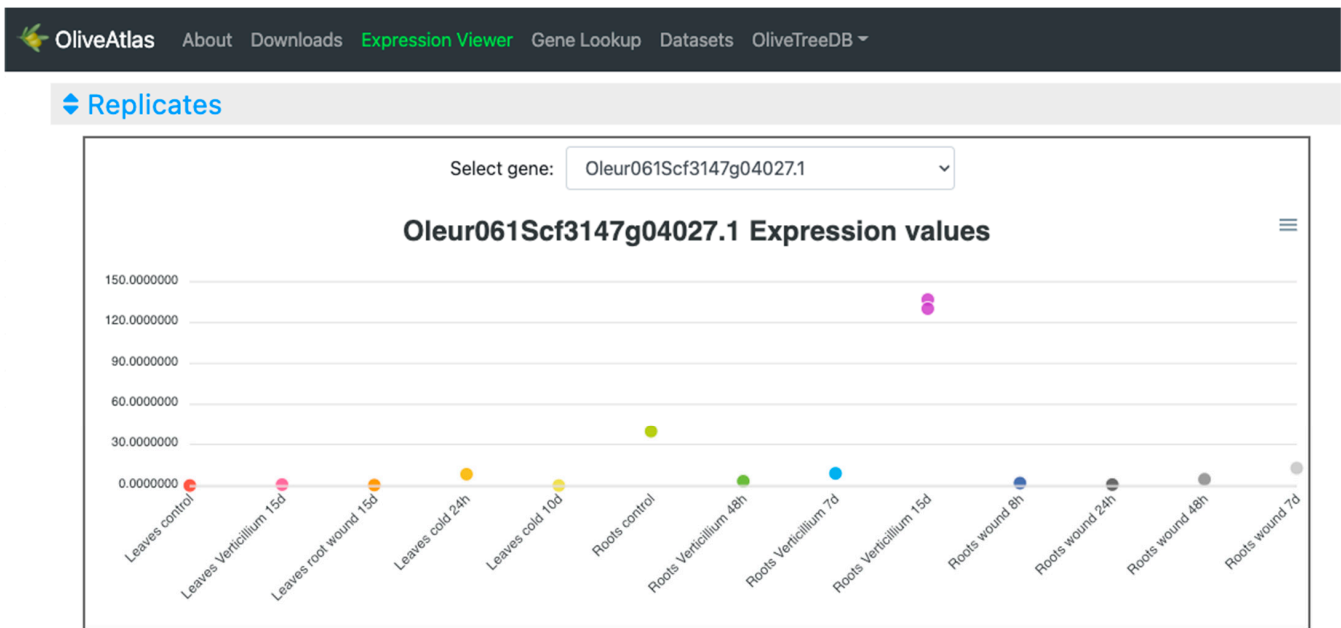 OliveAtlas About Downloads Expression Viewer Gene Lookup Datasets OliveTreeDB
Replicates
Select gene: Oleur061Scf3147g04027.1
Oleur061Scf3147g04027.1 Expression values
150.0000000
120.0000000
90.0000000
60.0000000
30.0000000
0.0000000
Leaves control
Leaves Verticillium 15d
Leaves root wound 15d
Leaves cold 24h
Leaves cold 10d
Roots control
Roots Verticillium 48h
Roots Verticillium 7d
Roots Verticillium 15d
Roots wound 8h
Roots wound 24h
Roots wound 48h
Roots wound 7d